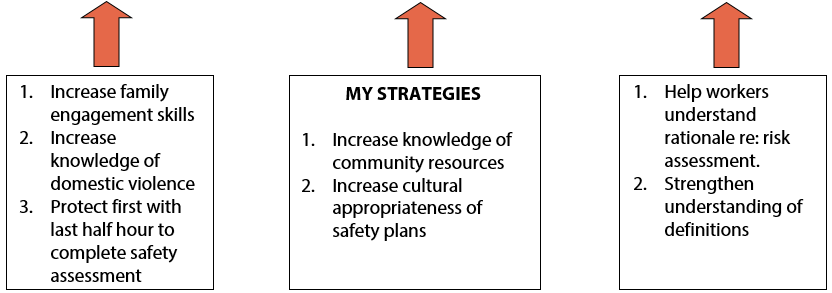 1. Increase family
engagement skills
2. Increase
knowledge of
domestic violence
3. Protect first with
last half hour to
complete safety
assessment
MY STRATEGIES
1. Increase knowledge of
community resources
2. Increase cultural
appropriateness of
safety plans
1. Help workers
understand
rationale re: risk
assessment.
2. Strengthen
understanding of
definitions